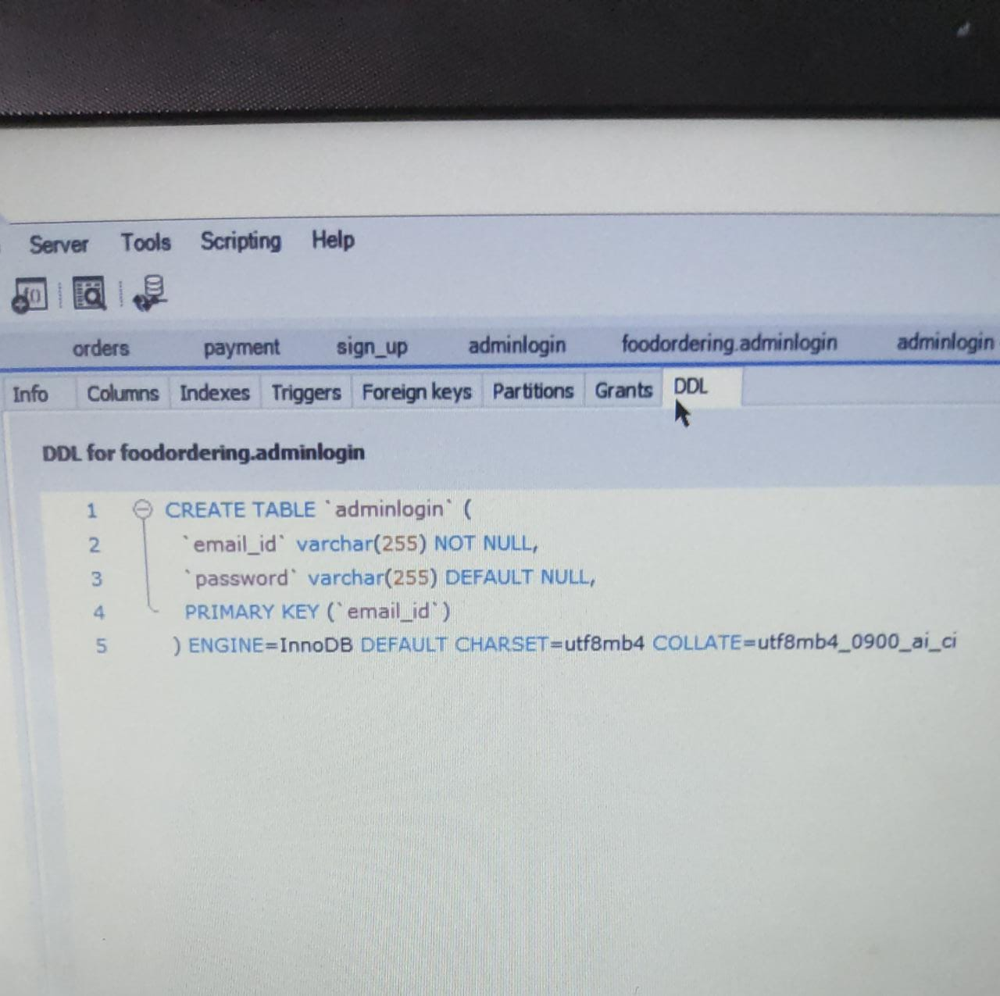 Server Tools Scripting Help
orders payment sign_up adminlogin foodordering.adminlogin adminlogin
Info Columns Indexes Triggers Foreign keys Partitions Grants DDL
DDL for foodordering.adminlogin
1 CREATE TABLE `adminlogin` (
2 `email_id` varchar(255) NOT NULL,
3 `password` varchar(255) DEFAULT NULL,
4 PRIMARY KEY (`email_id`)
5 ) ENGINE=InnoDB DEFAULT CHARSET=utf8mb4 COLLATE=utf8mb4_0900_ai_ci